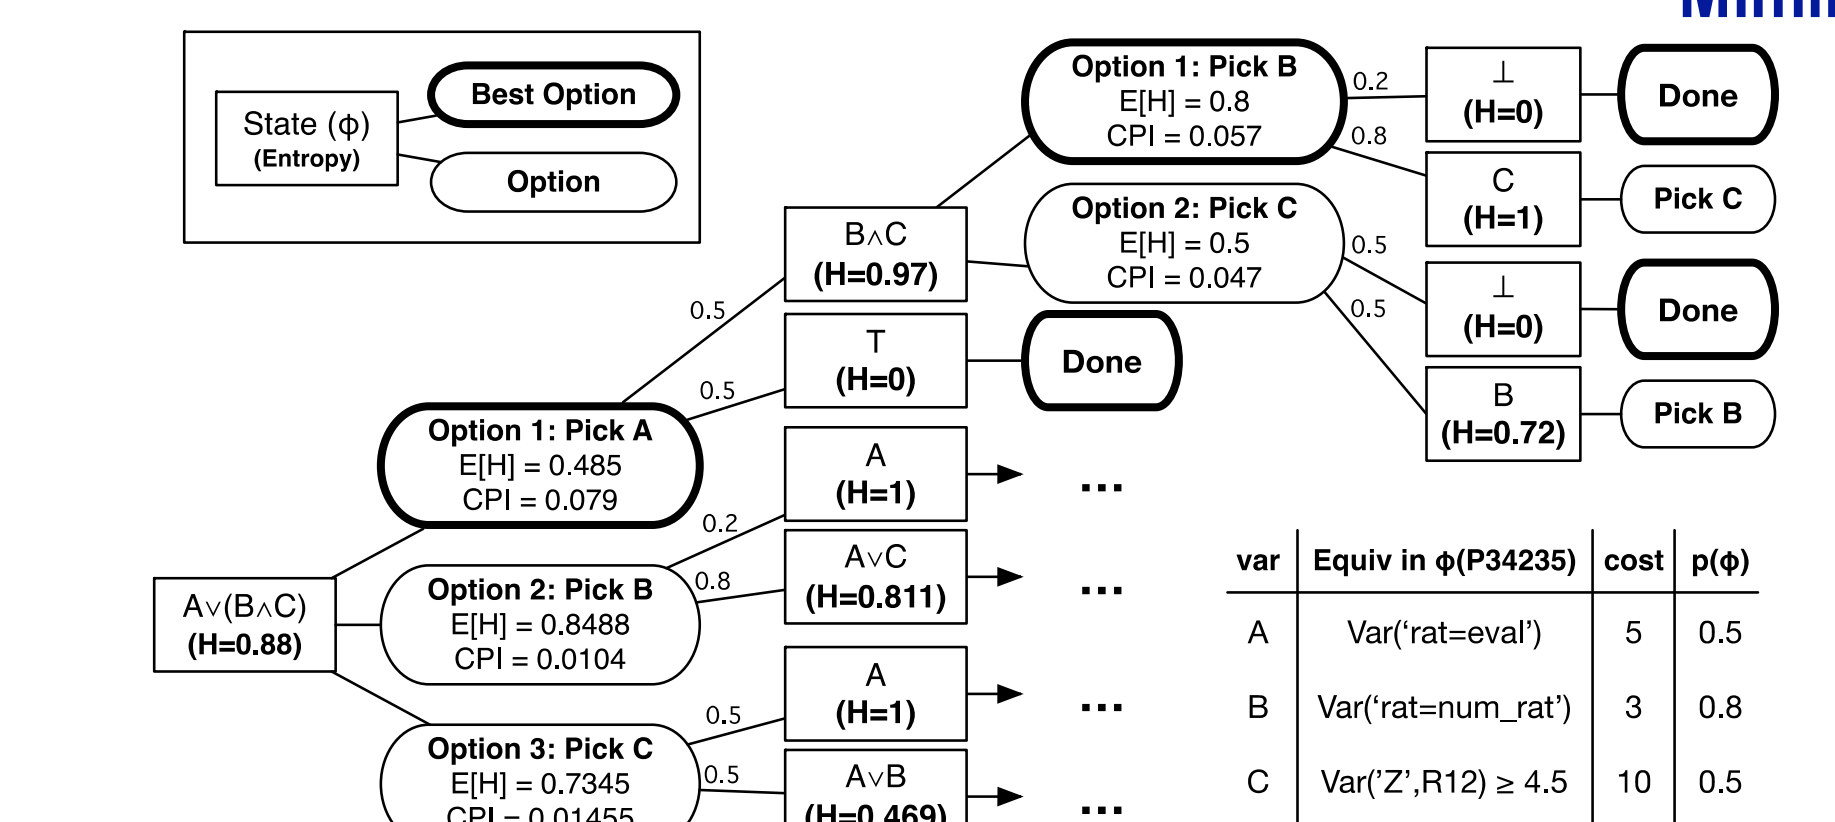 State (ϕ)
(Entropy)
Best Option
Option
Option 1: Pick B
E[H] = 0.8
CPI = 0.057
0.2
0.8
⊥
(H=0)
Done
C
(H=1)
Pick C
B∧C
(H=0.97)
Option 2: Pick C
E[H] = 0.5
CPI = 0.047
0.5
0.5
⊥
(H=0)
Done
B
(H=0.72)
Pick B
0.5
0.5
T
(H=0)
Done
Option 1: Pick A
E[H] = 0.485
CPI = 0.079
A
(H=1)
...
0.2
0.8
A∨C
(H=0.811)
...
A∨(B∧C)
(H=0.88)
Option 2: Pick B
E[H] = 0.8488
CPI = 0.0104
A
(H=1)
...
0.5
0.5
Option 3: Pick C
E[H] = 0.7345
CPI = 0.01455
A∨B
(H=0.469)
...
var Equiv in ϕ(P34235) cost p(ϕ)
A Var(‘rat=eval’) 5 0.5
B Var(‘rat=num_rat’) 3 0.8
C Var('Z',R12) ≥ 4.5 10 0.5